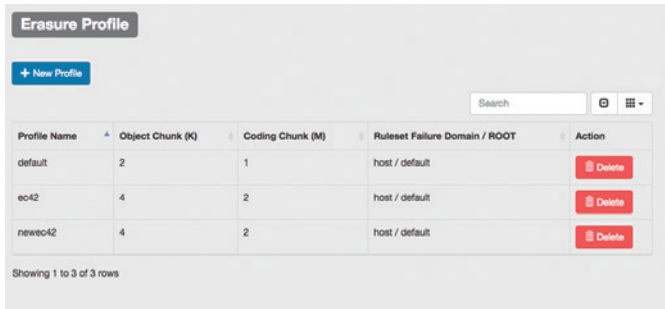 Erasure Profile
+ New Profile
Search
Profile Name Object Chunk (K) Coding Chunk (M) Ruleset Failure Domain / ROOT Action
default 2 1 host / default Delete
ec42 4 2 host / default Delete
newec42 4 2 host / default Delete
Showing 1 to 3 of 3 rows